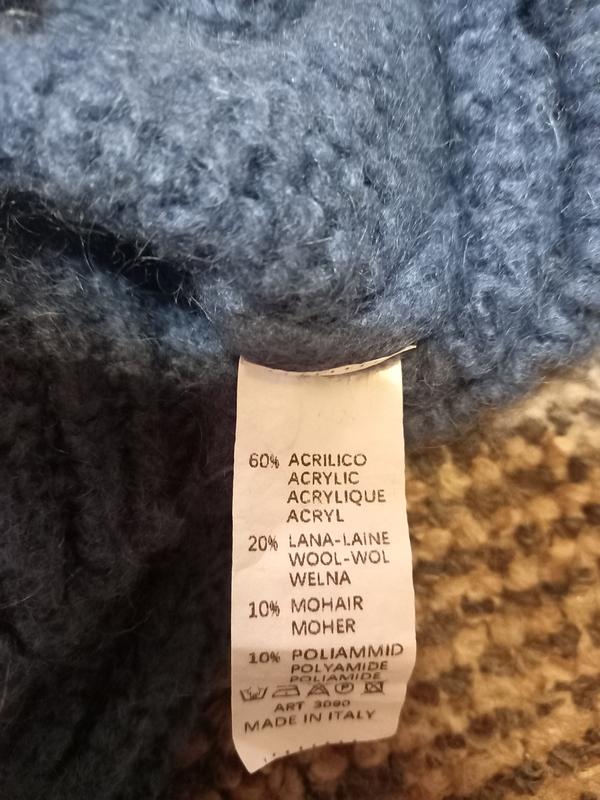 60% ACRILICO
ACRYLIC
ACRYLIQUE
ACRYL
20% LANA-LAINE
WOOL-WOL
WELNA
10% MOHAIR
MOHER
10% POLIAMMID
POLYAMIDE
POLIAMIDE
ART 3080
MADE IN ITALY